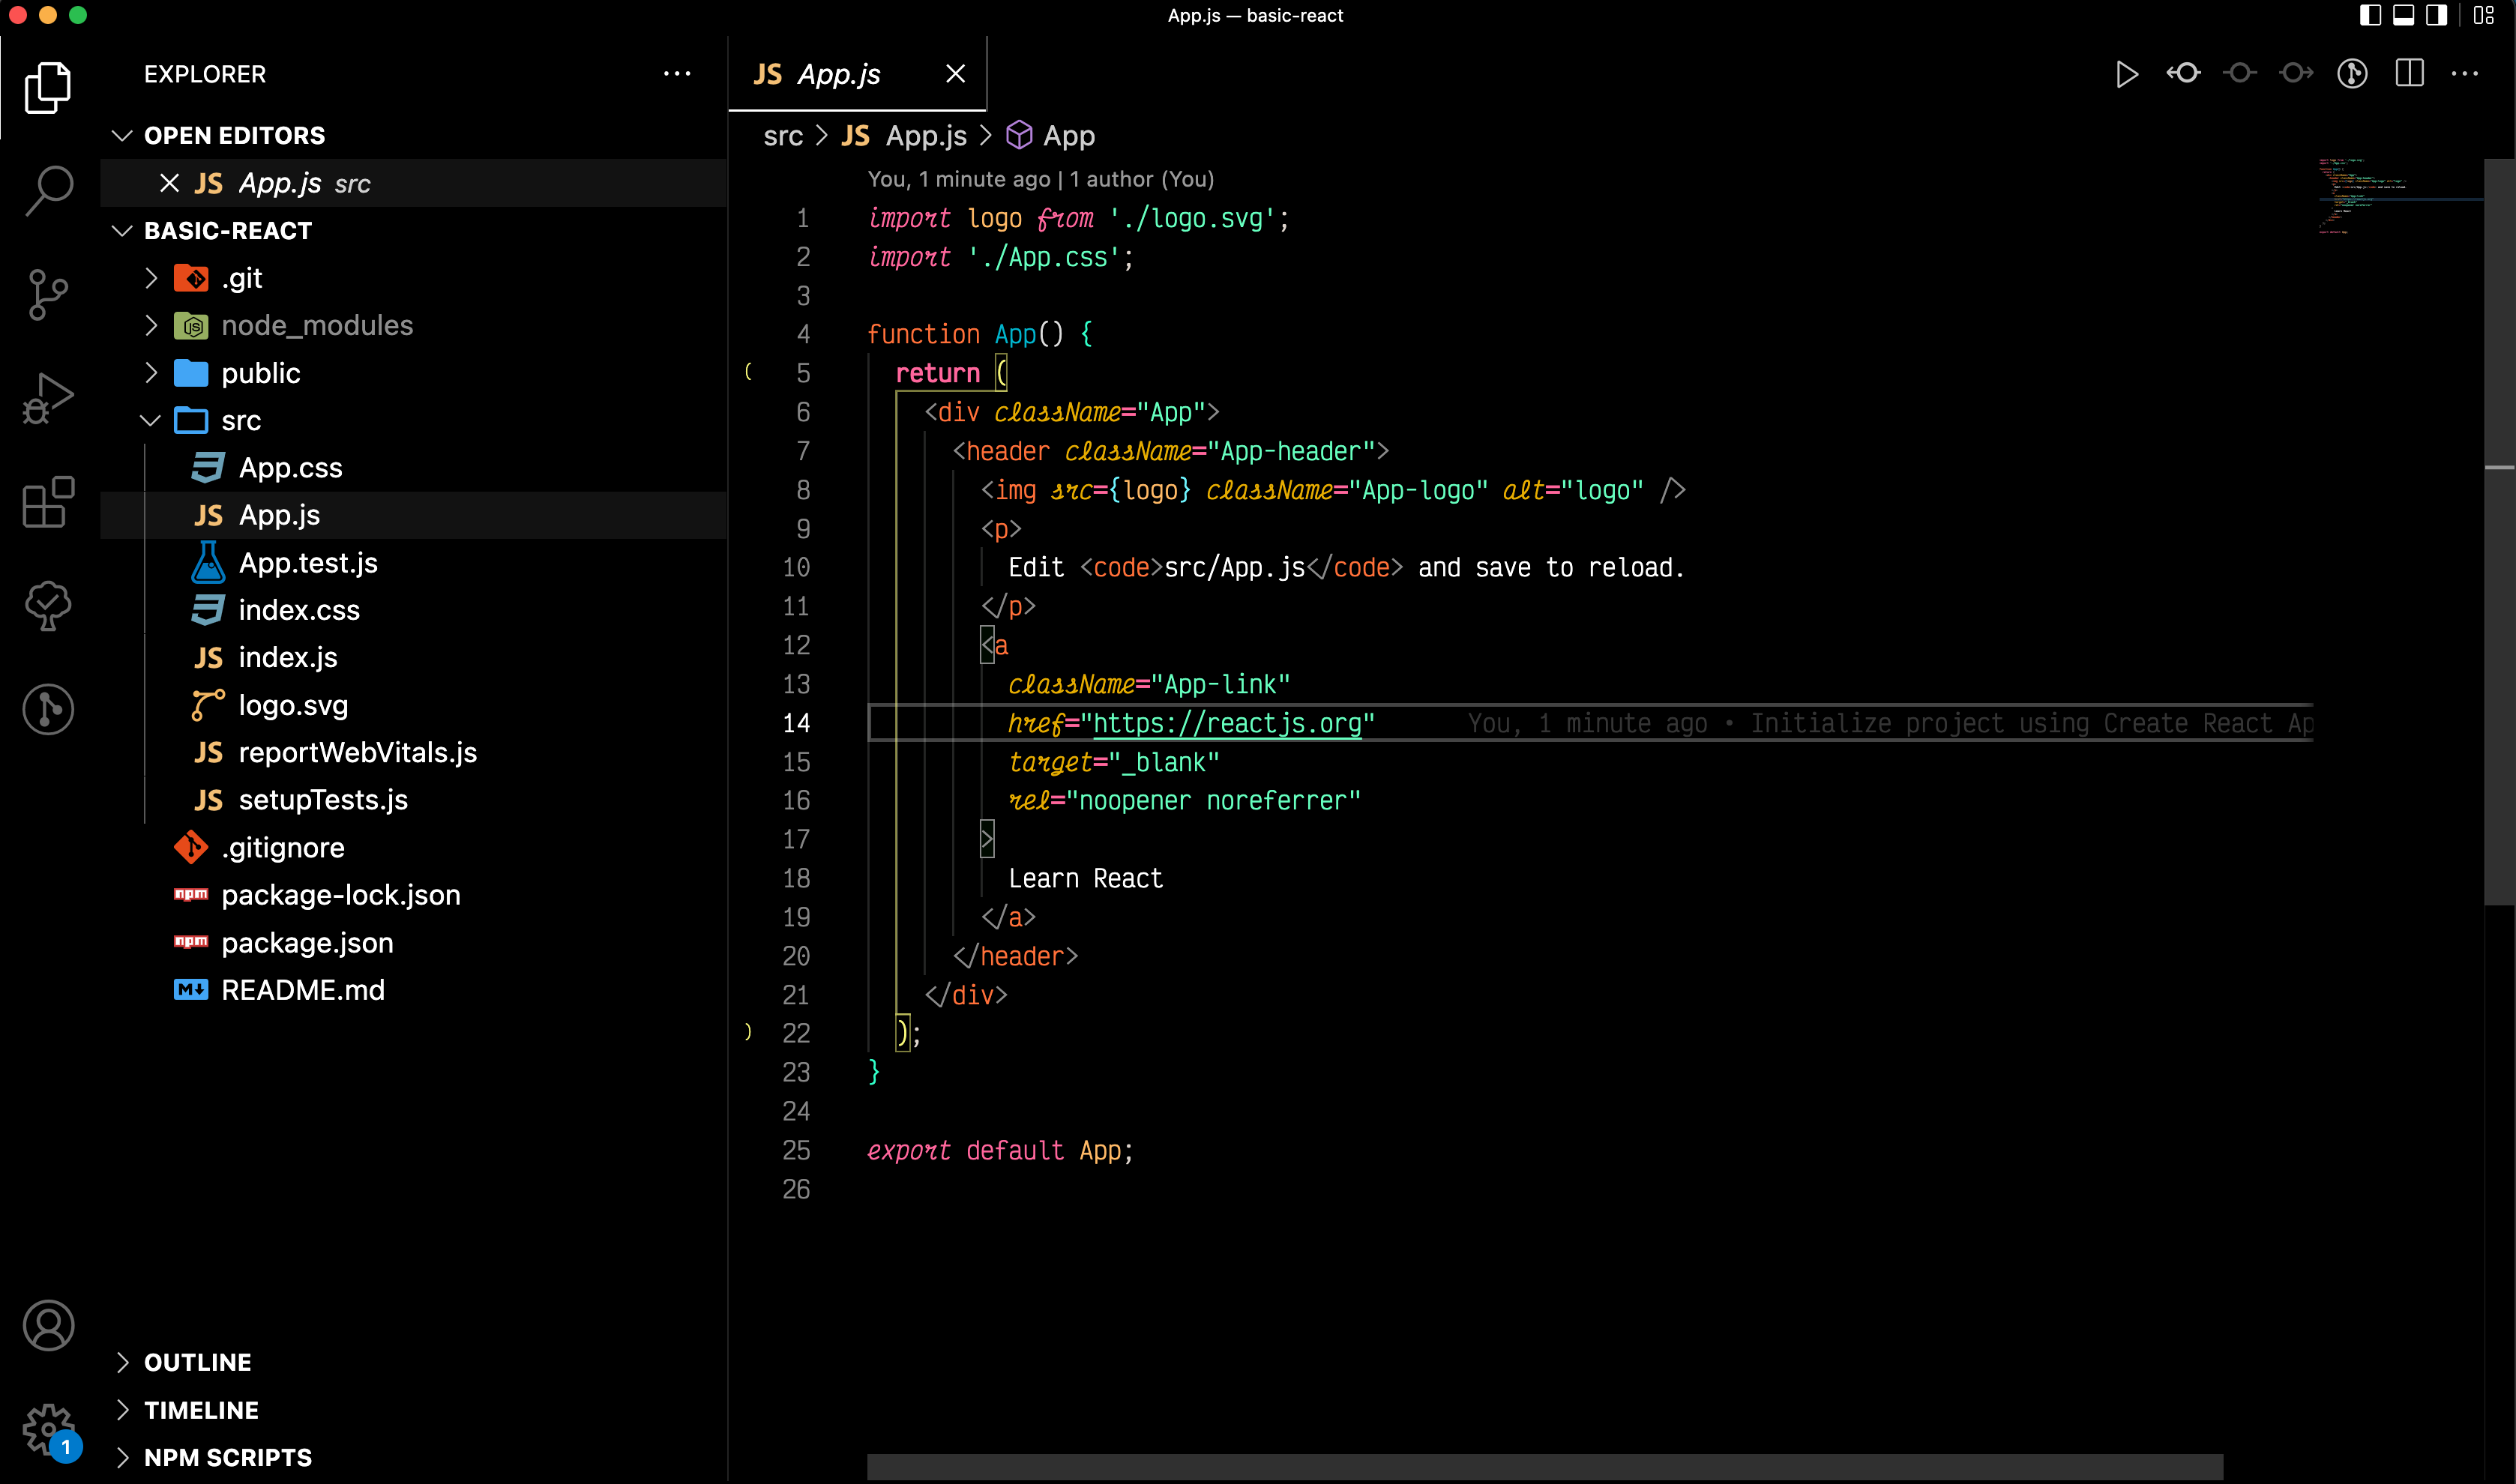 App.js — basic-react
EXPLORER
OPEN EDITORS
JS App.js src
BASIC-REACT
.git
node_modules
public
src
App.css
JS App.js
App.test.js
index.css
JS index.js
logo.svg
JS reportWebVitals.js
JS setupTests.js
.gitignore
npm package-lock.json
npm package.json
M README.md
OUTLINE
TIMELINE
NPM SCRIPTS
1
JS App.js
src > JS App.js > App
You, 1 minute ago | 1 author (You)
1 import logo from './logo.svg';
2 import './App.css';
3
4 function App() {
( 5 return (
6 <div className="App">
7 <header className="App-header">
8 <img src={logo} className="App-logo" alt="logo" />
9 <p>
10 Edit <code>src/App.js</code> and save to reload.
11 </p>
12 <a
13 className="App-link"
14 href="https://reactjs.org" You, 1 minute ago • Initialize project using Create React Ap
15 target="_blank"
16 rel="noopener noreferrer"
17 >
18 Learn React
19 </a>
20 </header>
21 </div>
) 22 );
23 }
24
25 export default App;
26